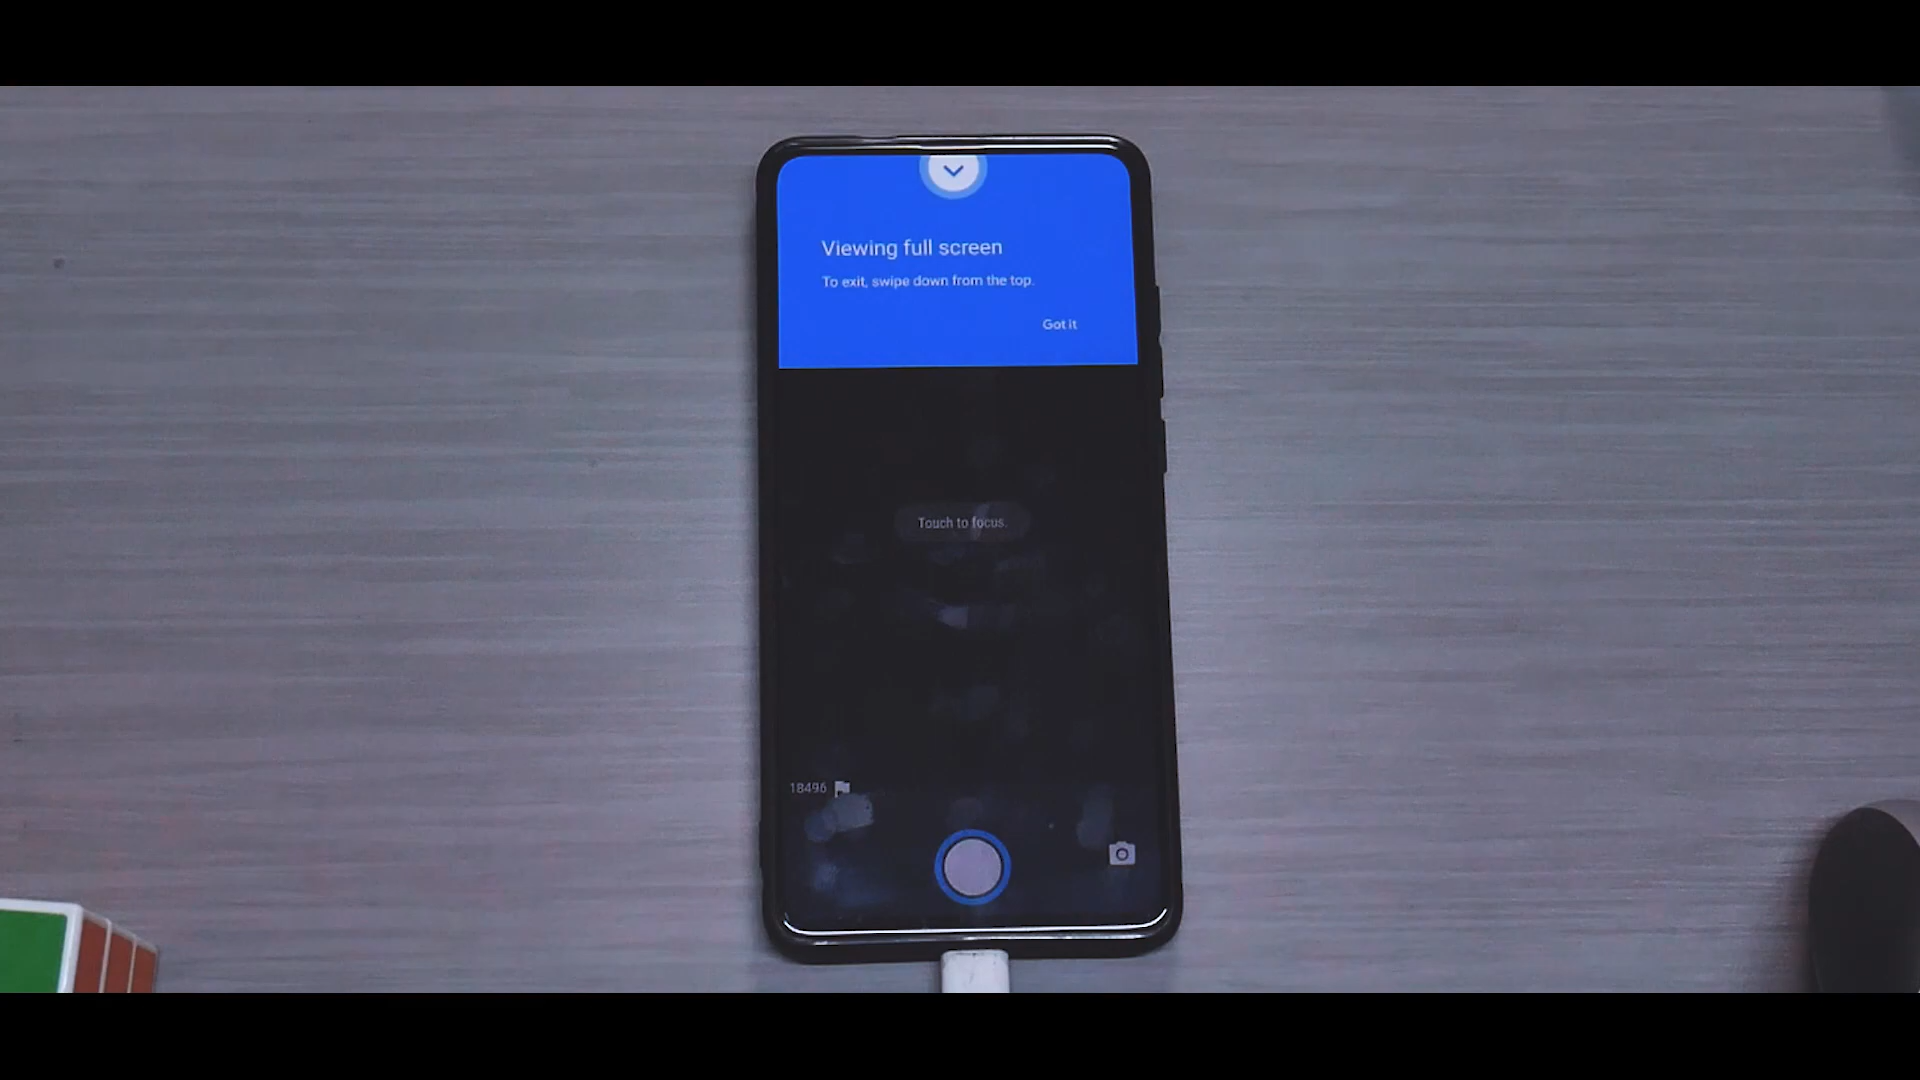 Viewing full screen
To exit, swipe down from the top.
Got it
Touch to focus.
18496